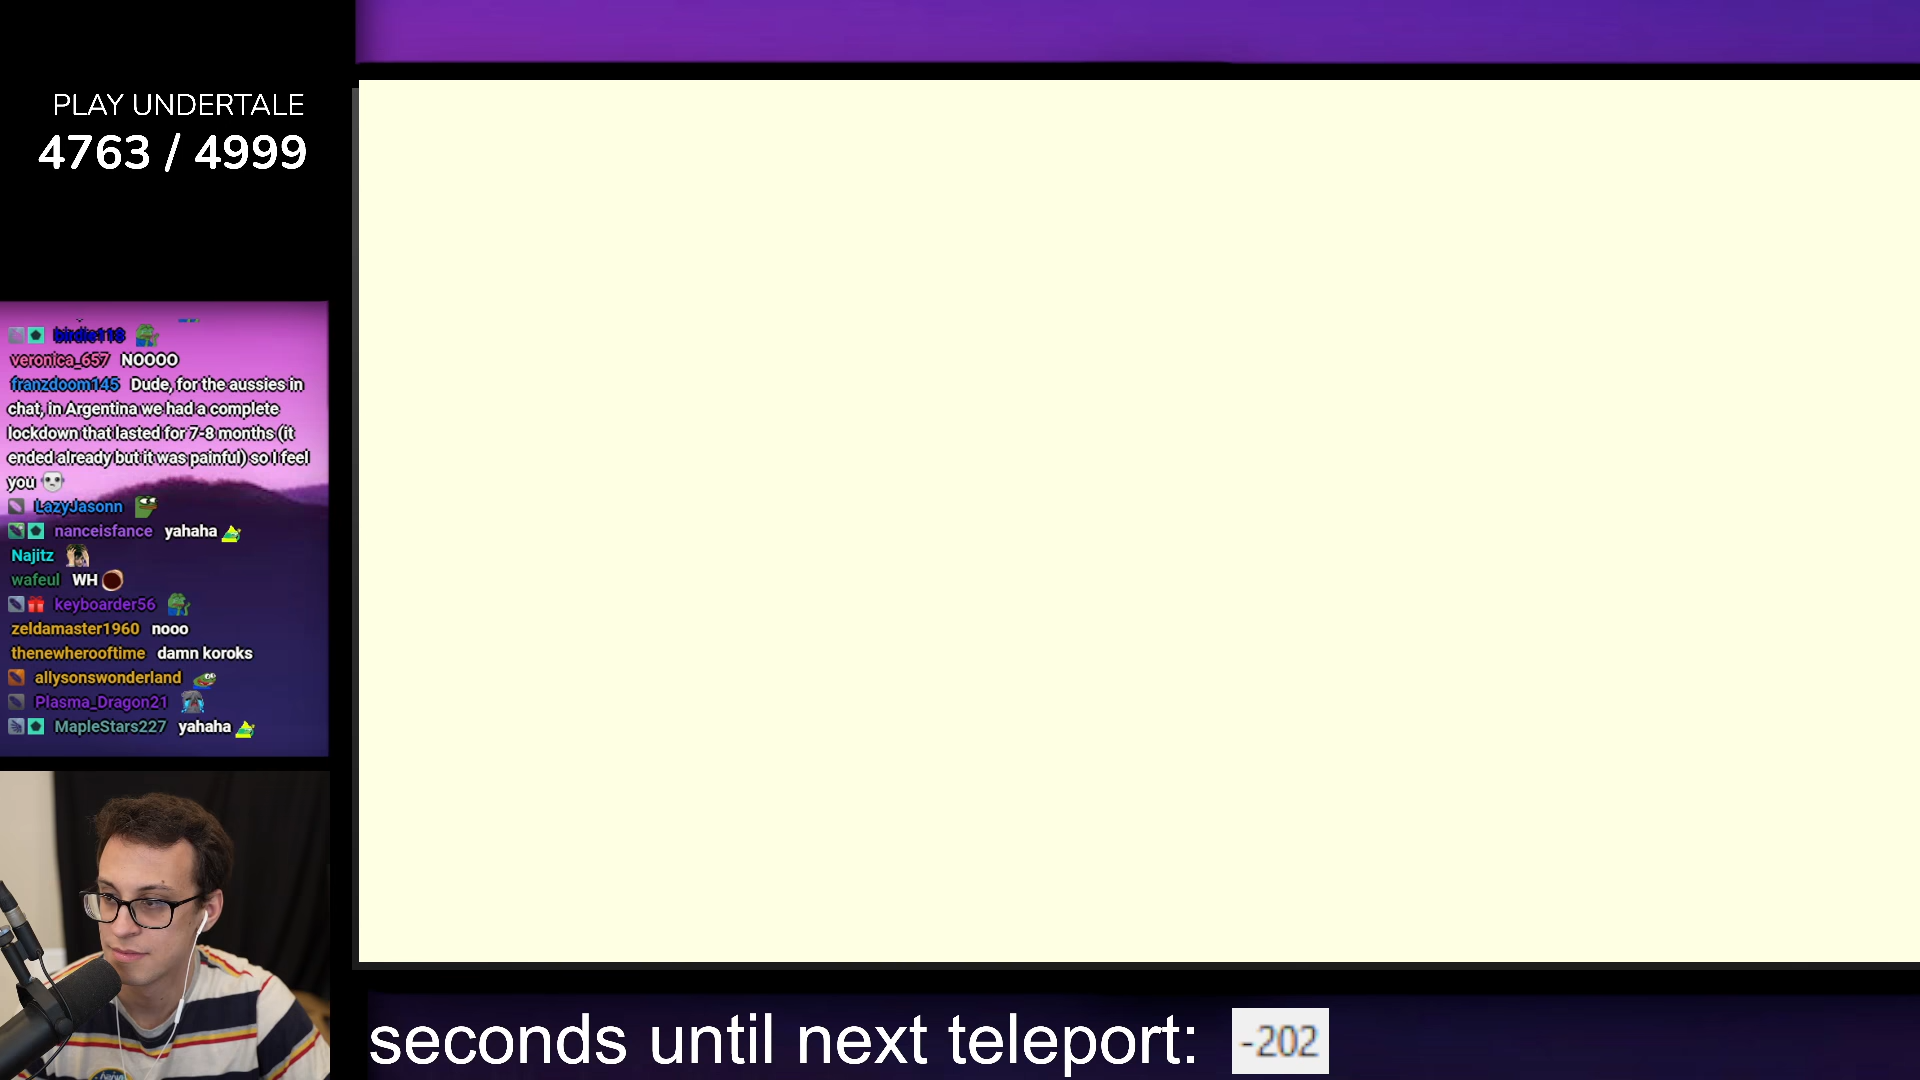 PLAY UNDERTALE
4763 / 4999
birdie118
veronica_657 NOOOO
franzdoom145 Dude, for the aussies in
chat, in Argentina we had a complete
lockdown that lasted for 7-8 months (it
ended already but it was painful) so I feel
you
LazyJasonn
nanceisfance yahaha
Najitz
wafeul WH
keyboarder56
zeldamaster1960 nooo
thenewherooftime damn koroks
allysonswonderland
Plasma_Dragon21
MapleStars227 yahaha
seconds until next teleport: -202